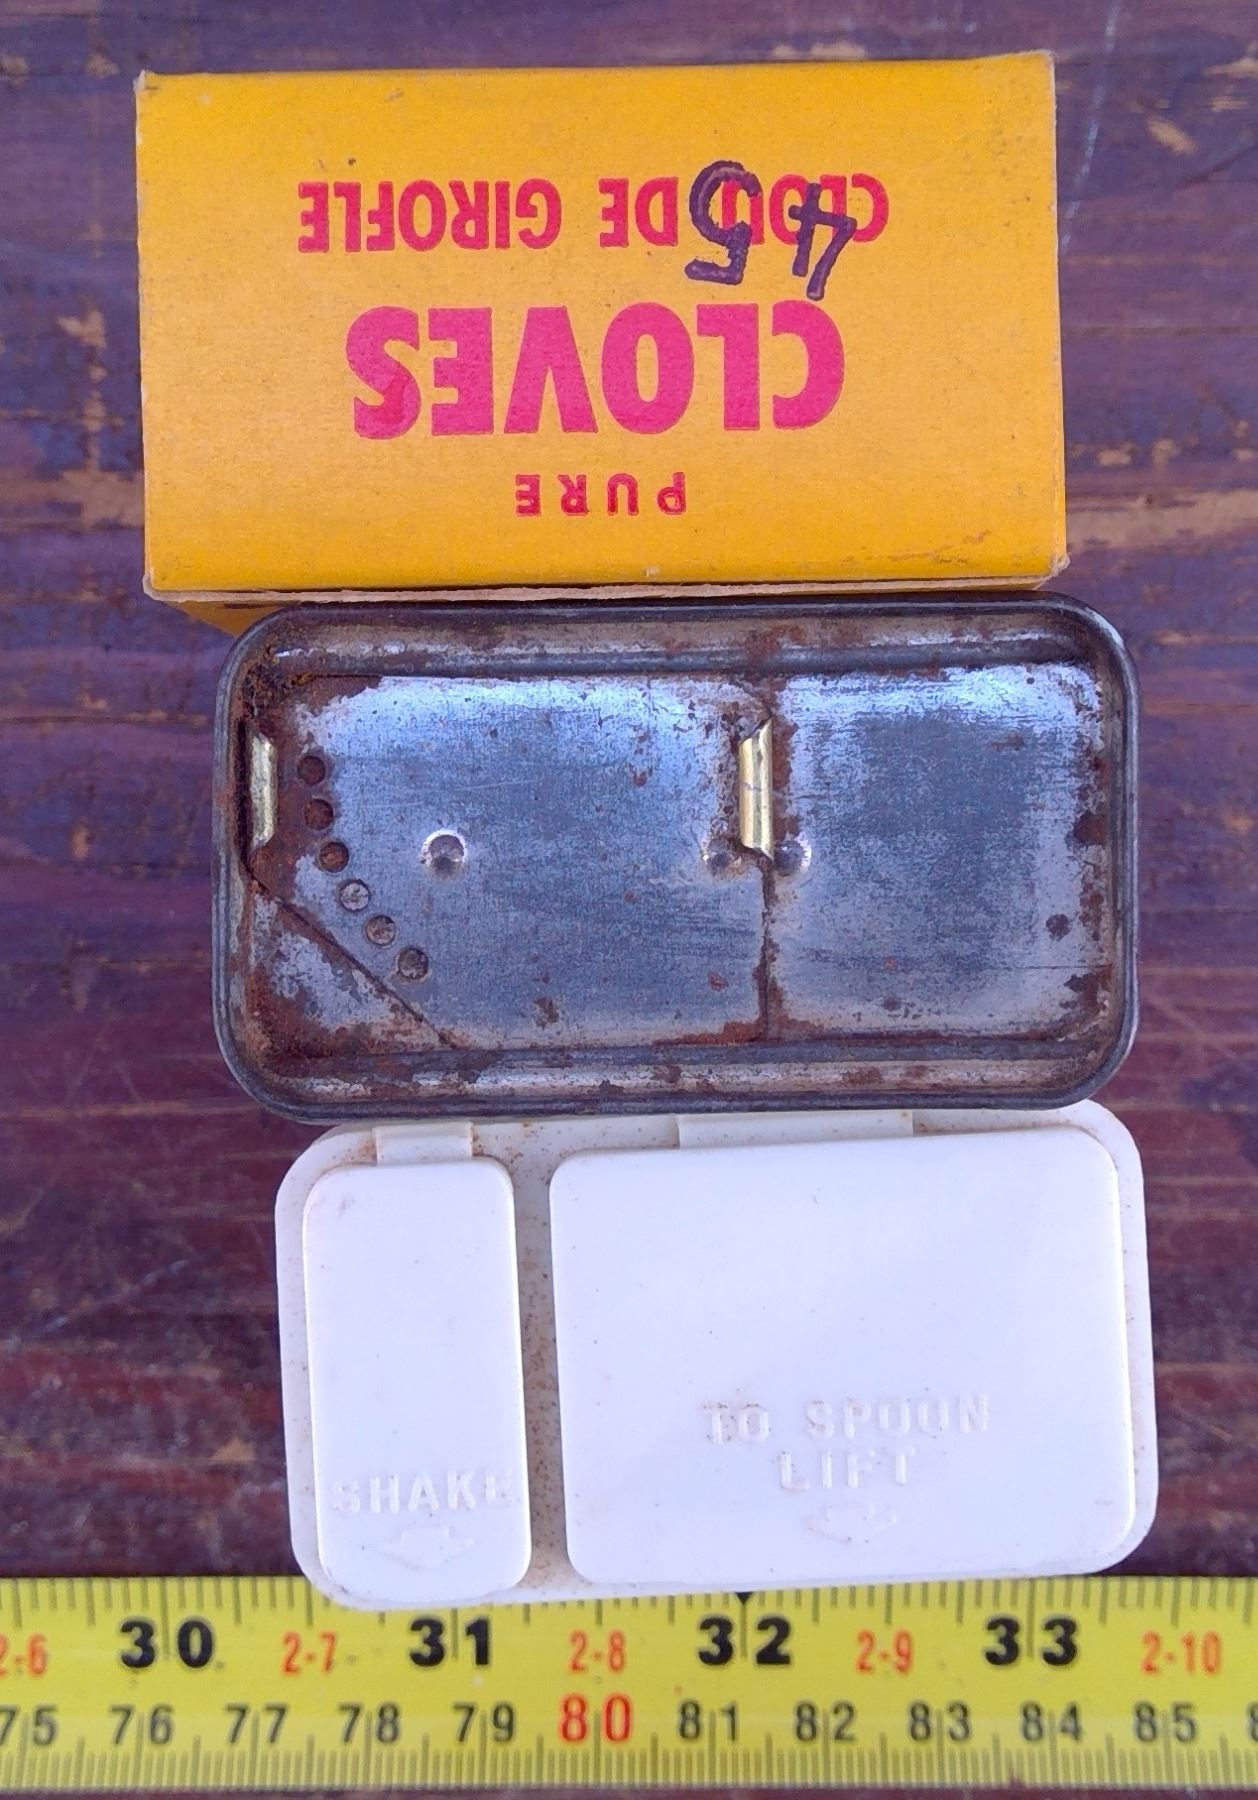 PURE
CLOVES
CLOU DE GIROFLE
45
SHAKE
TO SPOON
LIFT
2-6 30 2-7 31 2-8 32 2-9 33 2-10
75 76 77 78 79 80 81 82 83 84 85